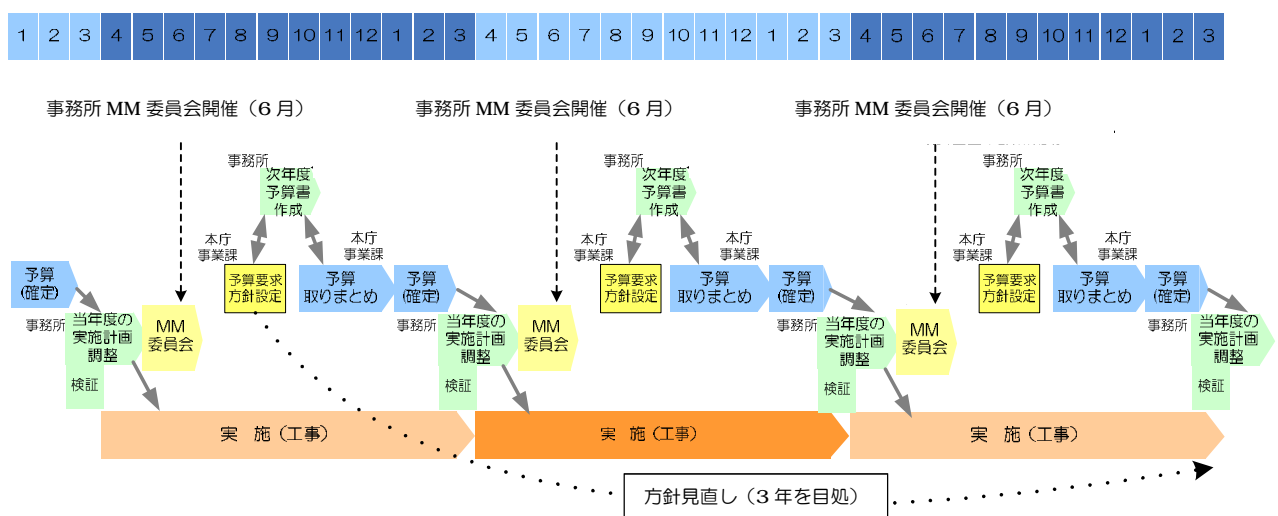 1 2 3 4 5 6 7 8 9 10 11 12 1 2 3 4 5 6 7 8 9 10 11 12 1 2 3 4 5 6 7 8 9 10 11 12 1 2 3
事務所 MM 委員会開催（6 月）
事務所 MM 委員会開催（6 月）
事務所 MM 委員会開催（6 月）
事務所
次年度
予算書
作成
事務所
次年度
予算書
作成
事務所
次年度
予算書
作成
予算
(確定)
本庁
事業課
予算要求
方針設定
本庁
事業課
予算
取りまとめ
予算
(確定)
本庁
事業課
予算要求
方針設定
本庁
事業課
予算
取りまとめ
予算
(確定)
本庁
事業課
予算要求
方針設定
本庁
事業課
予算
取りまとめ
予算
(確定)
事務所
当年度の
実施計画
調整
検証
MM
委員会
事務所
当年度の
実施計画
調整
検証
MM
委員会
事務所
当年度の
実施計画
調整
検証
MM
委員会
事務所
当年度の
実施計画
調整
検証
実　施（工事）
実　施（工事）
実　施（工事）
方針見直し（3 年を目処）